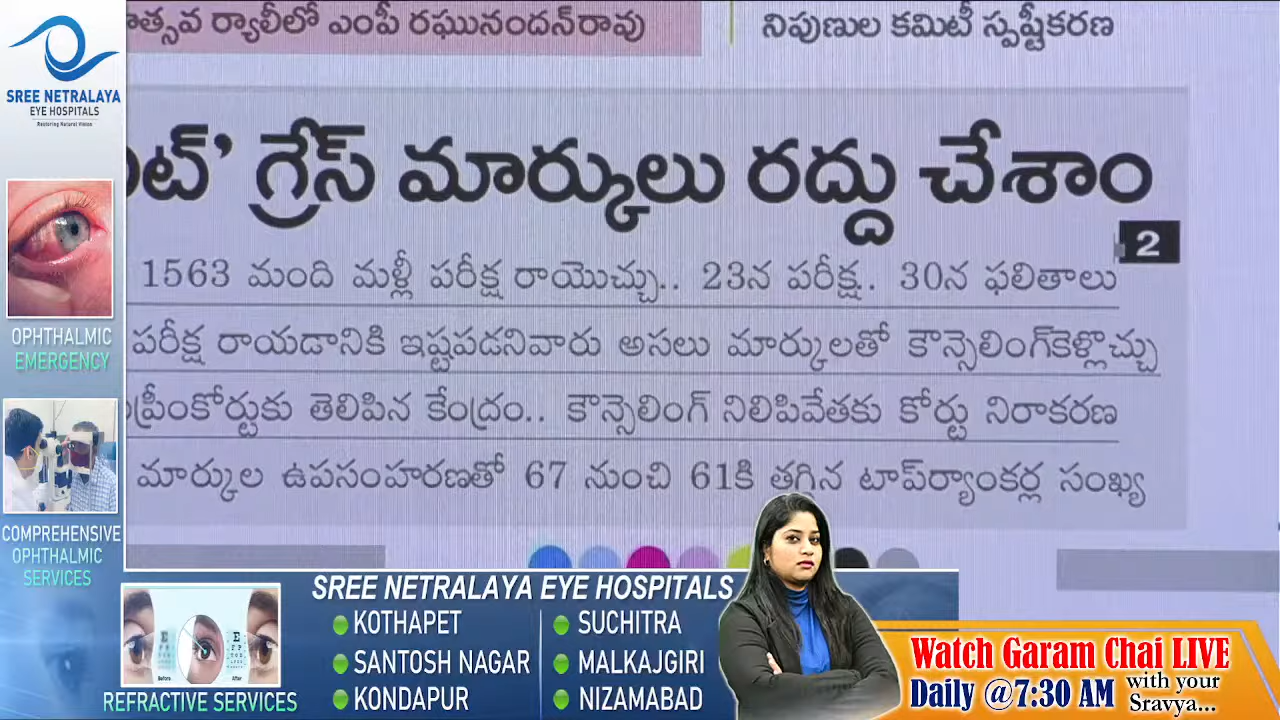 త్సవ ర్యాలీలో ఎంపీ రఘునందన్‌రావు
నిపుణుల కమిటీ స్పష్టీకరణ
SREE NETRALAYA
EYE HOSPITALS
Restoring Natural Vision
గ్రేస్ మార్కులు రద్దు చేశాం
2
1563 మంది మళ్లీ పరీక్ష రాయొచ్చు.. 23న పరీక్ష.. 30న ఫలితాలు
పరీక్ష రాయడానికి ఇష్టపడనివారు అసలు మార్కులతో కౌన్సెలింగ్‌కెళ్లొచ్చు
ప్రీంకోర్టుకు తెలిపిన కేంద్రం.. కౌన్సెలింగ్ నిలిపివేతకు కోర్టు నిరాకరణ
మార్కుల ఉపసంహరణతో 67 నుంచి 61కి తగ్గిన టాప్‌ర్యాంకర్ల సంఖ్య
OPHTHALMIC
EMERGENCY
COMPREHENSIVE
OPHTHALMIC
SERVICES
Before
After
REFRACTIVE SERVICES
SREE NETRALAYA EYE HOSPITALS
KOTHAPET
SANTOSH NAGAR
KONDAPUR
SUCHITRA
MALKAJGIRI
NIZAMABAD
Watch Garam Chai LIVE
Daily @7:30 AM with your
Sravya...